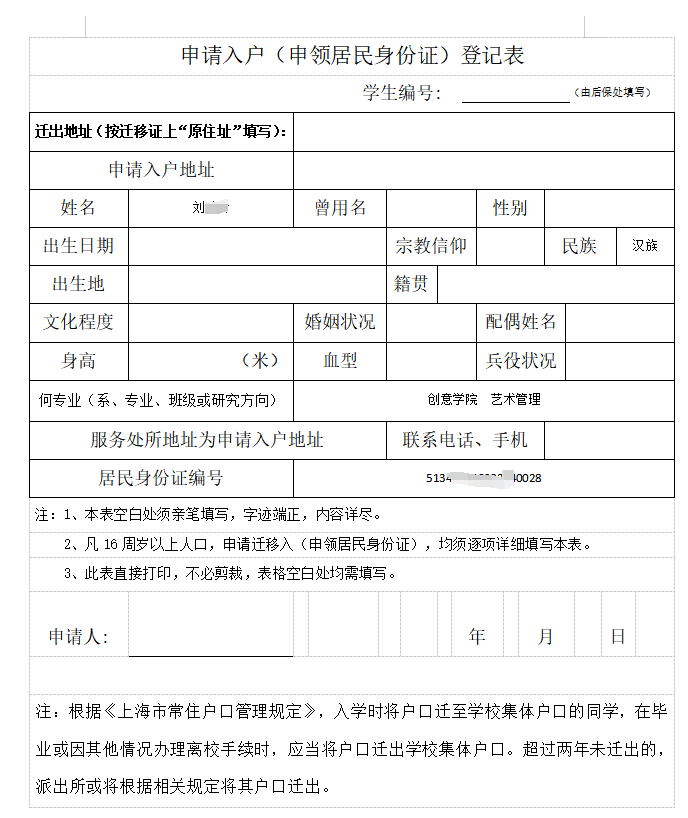 申请入户（申领居民身份证）登记表
学生编号: （由后保处填写）
迁出地址（按迁移证上“原住址”填写）:
申请入户地址
姓名 刘 曾用名 性别
出生日期 宗教信仰 民族 汉族
出生地 籍贯
文化程度 婚姻状况 配偶姓名
身高 （米） 血型 兵役状况
何专业（系、专业、班级或研究方向） 创意学院 艺术管理
服务处所地址为申请入户地址 联系电话、手机
居民身份证编号 5134 40028
注：1、本表空白处须亲笔填写，字迹端正，内容详尽。
2、凡16周岁以上人口，申请迁移入（申领居民身份证），均须逐项详细填写本表。
3、此表直接打印，不必剪裁，表格空白处均需填写。
申请人: 年 月 日
注：根据《上海市常住户口管理规定》，入学时将户口迁至学校集体户口的同学，在毕
业或因其他情况办理离校手续时，应当将户口迁出学校集体户口。超过两年未迁出的，
派出所或将根据相关规定将其户口迁出。